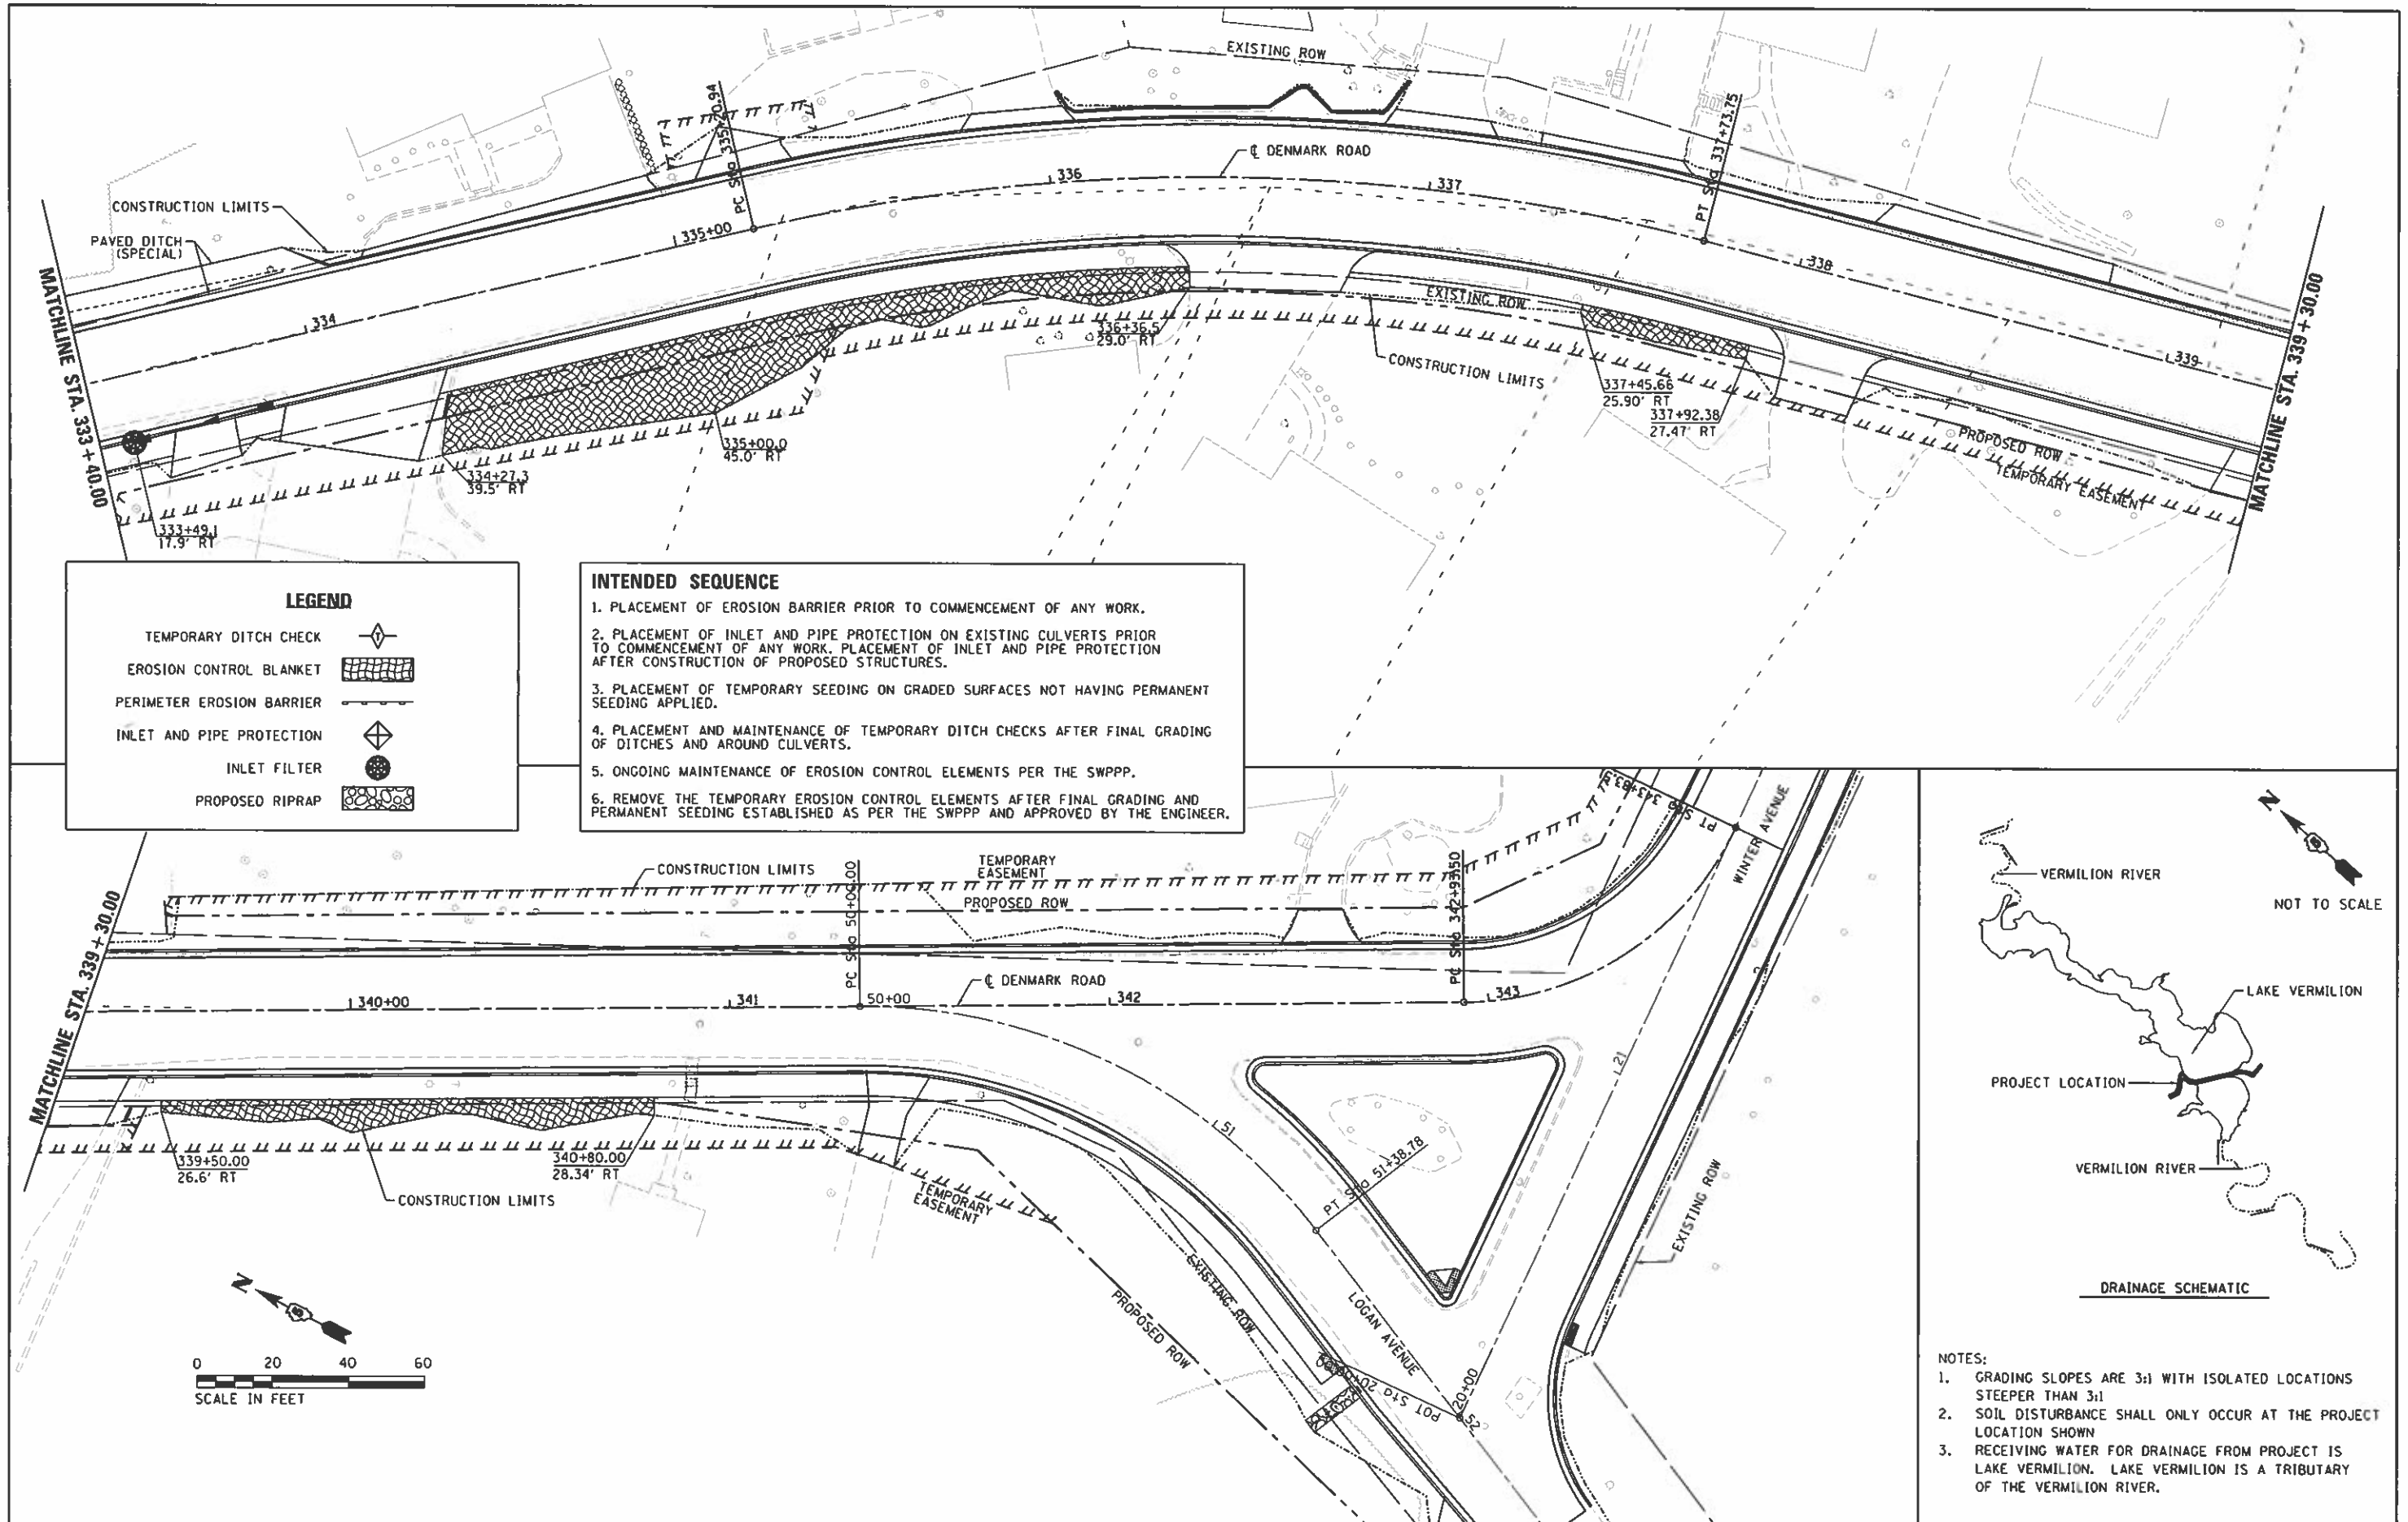 EXISTING ROW
PC Sta 335+20.94
PT Sta 337+73.75
₵ DENMARK ROAD
336
337
CONSTRUCTION LIMITS
PAVED DITCH
(SPECIAL)
335+00
334
338
339
MATCHLINE STA. 333 + 40.00
MATCHLINE STA. 339 + 30.00
EXISTING ROW
336+36.5
29.0' RT
CONSTRUCTION LIMITS
337+45.66
25.90' RT
337+92.38
27.47' RT
335+00.0
45.0' RT
334+27.3
39.5' RT
333+49.1
17.9' RT
PROPOSED ROW
TEMPORARY EASEMENT
LEGEND
TEMPORARY DITCH CHECK
T
EROSION CONTROL BLANKET
PERIMETER EROSION BARRIER
INLET AND PIPE PROTECTION
INLET FILTER
PROPOSED RIPRAP
INTENDED SEQUENCE
1. PLACEMENT OF EROSION BARRIER PRIOR TO COMMENCEMENT OF ANY WORK.
2. PLACEMENT OF INLET AND PIPE PROTECTION ON EXISTING CULVERTS PRIOR
TO COMMENCEMENT OF ANY WORK. PLACEMENT OF INLET AND PIPE PROTECTION
AFTER CONSTRUCTION OF PROPOSED STRUCTURES.
3. PLACEMENT OF TEMPORARY SEEDING ON GRADED SURFACES NOT HAVING PERMANENT
SEEDING APPLIED.
4. PLACEMENT AND MAINTENANCE OF TEMPORARY DITCH CHECKS AFTER FINAL GRADING
OF DITCHES AND AROUND CULVERTS.
5. ONGOING MAINTENANCE OF EROSION CONTROL ELEMENTS PER THE SWPPP.
6. REMOVE THE TEMPORARY EROSION CONTROL ELEMENTS AFTER FINAL GRADING AND
PERMANENT SEEDING ESTABLISHED AS PER THE SWPPP AND APPROVED BY THE ENGINEER.
MATCHLINE STA. 339 + 30.00
CONSTRUCTION LIMITS
TEMPORARY
EASEMENT
PROPOSED ROW
PC Sta 50+00.00
PC Sta 342+93.50
PT Sta
WINTER AVENUE
₵ DENMARK ROAD
340+00
341
50+00
342
343
21
51
PT Sta 51+38.78
339+50.00
26.6' RT
340+80.00
28.34' RT
CONSTRUCTION LIMITS
TEMPORARY
EASEMENT
EXISTING ROW
PROPOSED ROW
EXISTING ROW
LOGAN AVENUE
POT Sta
20+00
52
N
0 20 40 60
SCALE IN FEET
N
NOT TO SCALE
VERMILION RIVER
LAKE VERMILION
PROJECT LOCATION
VERMILION RIVER
DRAINAGE SCHEMATIC
NOTES:
1. GRADING SLOPES ARE 3:1 WITH ISOLATED LOCATIONS
STEEPER THAN 3:1
2. SOIL DISTURBANCE SHALL ONLY OCCUR AT THE PROJECT
LOCATION SHOWN
3. RECEIVING WATER FOR DRAINAGE FROM PROJECT IS
LAKE VERMILION. LAKE VERMILION IS A TRIBUTARY
OF THE VERMILION RIVER.